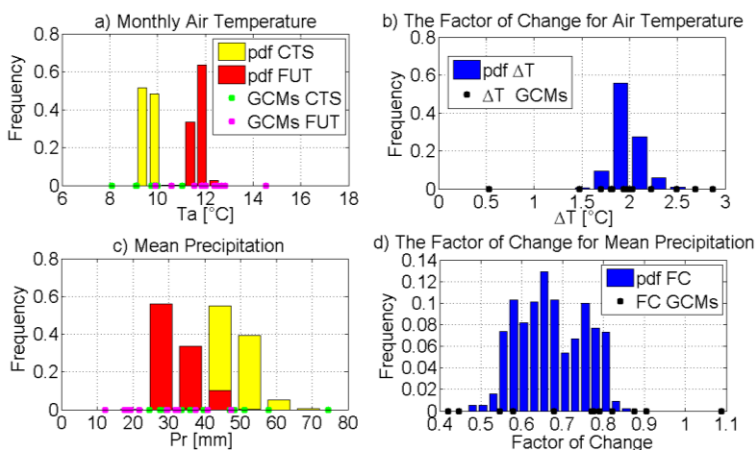 a) Monthly Air Temperature
0.8
0.6
0.4
0.2
0
Frequency
pdf CTS
pdf FUT
GCMs CTS
GCMs FUT
6 8 10 12 14 16 18
Ta [°C]
b) The Factor of Change for Air Temperature
0.8
0.6
0.4
0.2
0
Frequency
pdf ΔT
ΔT GCMs
0 0.5 1 1.5 2 2.5 3
ΔT [°C]
c) Mean Precipitation
0.8
0.6
0.4
0.2
0
Frequency
pdf CTS
pdf FUT
0 10 20 30 40 50 60 70 80
Pr [mm]
d) The Factor of Change for Mean Precipitation
0.14
0.12
0.1
0.08
0.06
0.04
0.02
0
Frequency
pdf FC
FC GCMs
0.4 0.5 0.6 0.7 0.8 0.9 1 1.1
Factor of Change